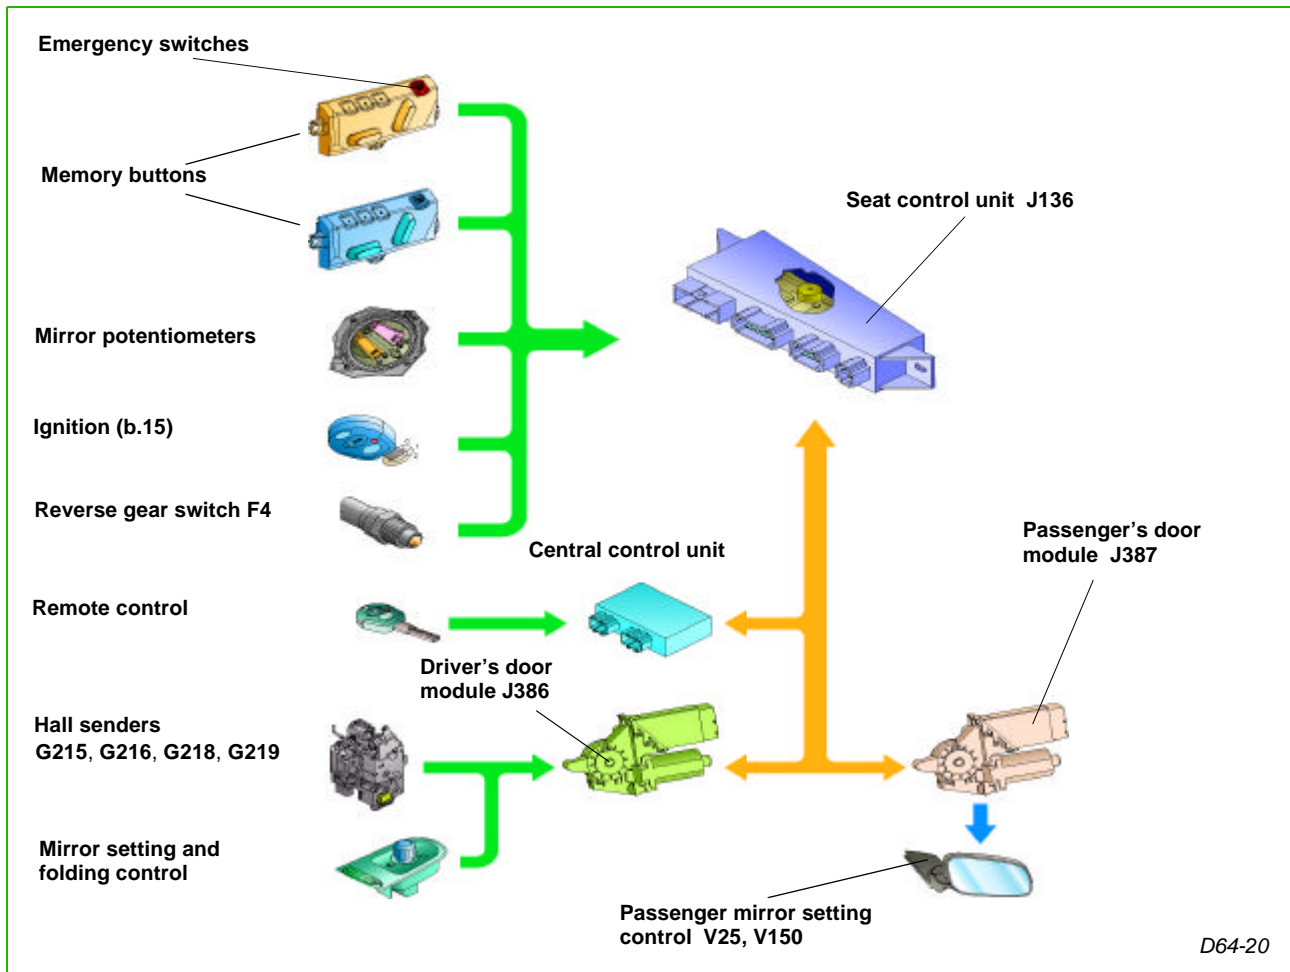 Emergency switches
Memory buttons
Seat control unit J136
Mirror potentiometers
Ignition (b.15)
Reverse gear switch F4
Central control unit
Passenger's door
module J387
Remote control
Driver's door
module J386
Hall senders
G215, G216, G218, G219
Mirror setting and
folding control
Passenger mirror setting
control V25, V150
D64-20